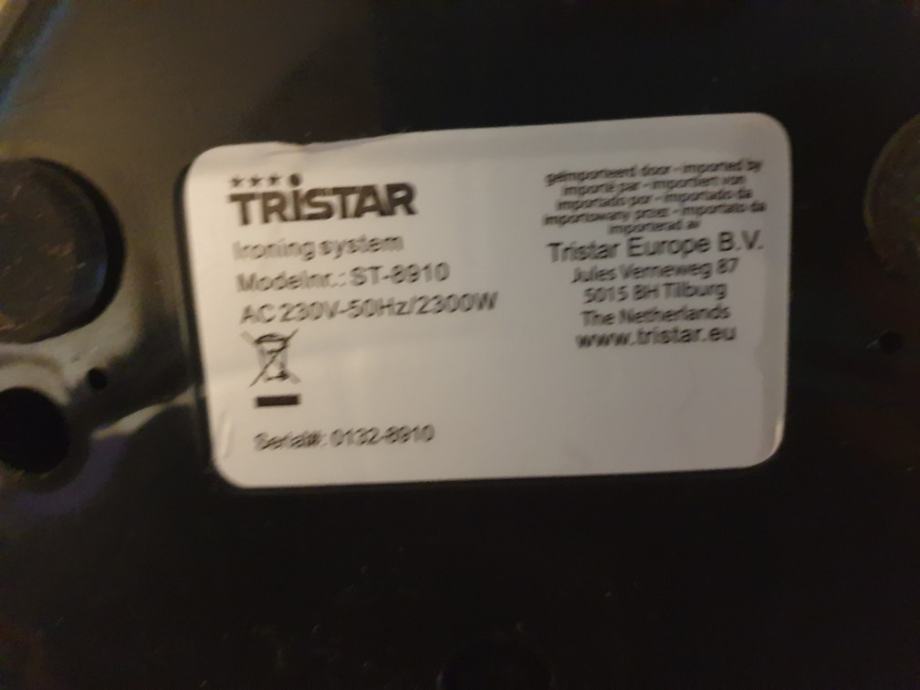 TRISTAR
Ironing system
Modelnr.: ST-8910
AC 230V-50Hz/2300W
Serial#: 0132-8910
geïmporteerd door - imported by
importé par - importiert von
importado por - importado da
importowany przez - importato da
importerad av
Tristar Europe B.V.
Jules Verneweg 87
5015 BH Tilburg
The Netherlands
www.tristar.eu